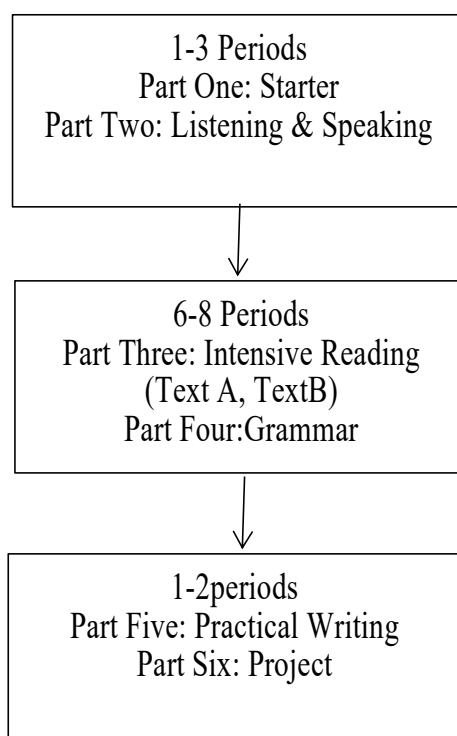 1-3 Periods
Part One: Starter
Part Two: Listening & Speaking
6-8 Periods
Part Three: Intensive Reading
(Text A, TextB)
Part Four:Grammar
1-2periods
Part Five: Practical Writing
Part Six: Project